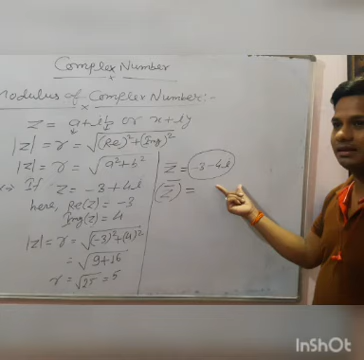 Complex Number
Modulus of Complex Number:-
z = a+ib or x+iy
|z| = r = √(Re)²+(Img)²
|z| = r = √a²+b²
If z = -3+4i
here, Re(z) = -3
Img(z) = 4
|z| = r = √(-3)²+(4)²
= √9+16
r = √25 = 5
z̅ = -3-4i
(z̅) =
InShOt